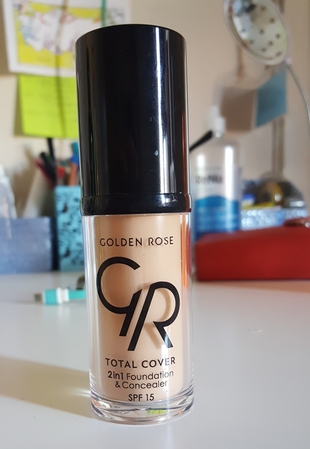 GOLDEN ROSE
GR
TOTAL COVER
2in1 Foundation
& Concealer
SPF 15